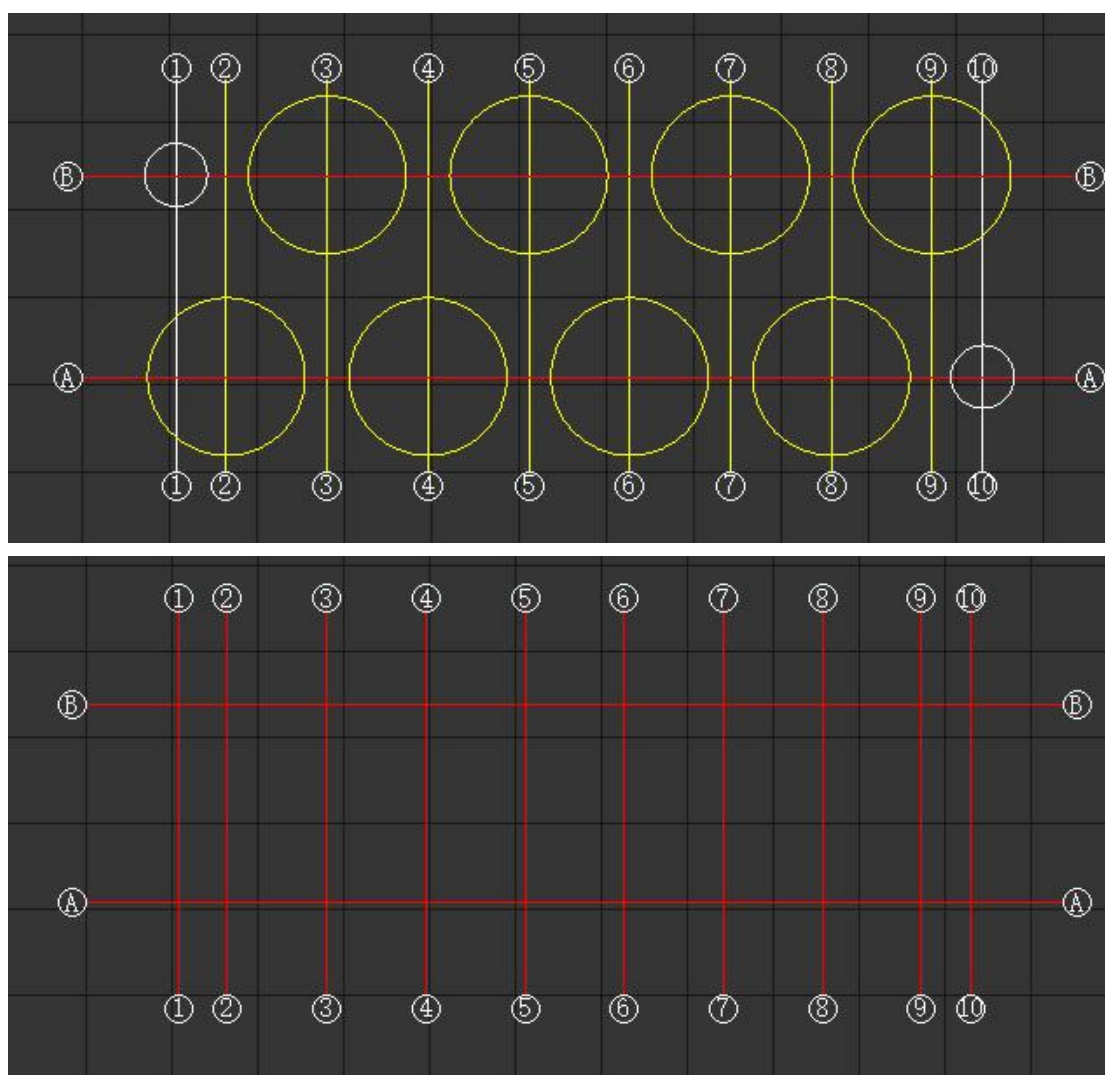 ① ② ③ ④ ⑤ ⑥ ⑦ ⑧ ⑨ ⑩
Ⓑ Ⓑ
Ⓐ Ⓐ
① ② ③ ④ ⑤ ⑥ ⑦ ⑧ ⑨ ⑩
① ② ③ ④ ⑤ ⑥ ⑦ ⑧ ⑨ ⑩
Ⓑ Ⓑ
Ⓐ Ⓐ
① ② ③ ④ ⑤ ⑥ ⑦ ⑧ ⑨ ⑩